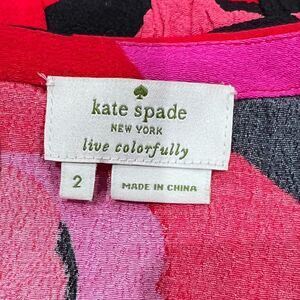 kate spade
NEW YORK
live colorfully
2
MADE IN CHINA